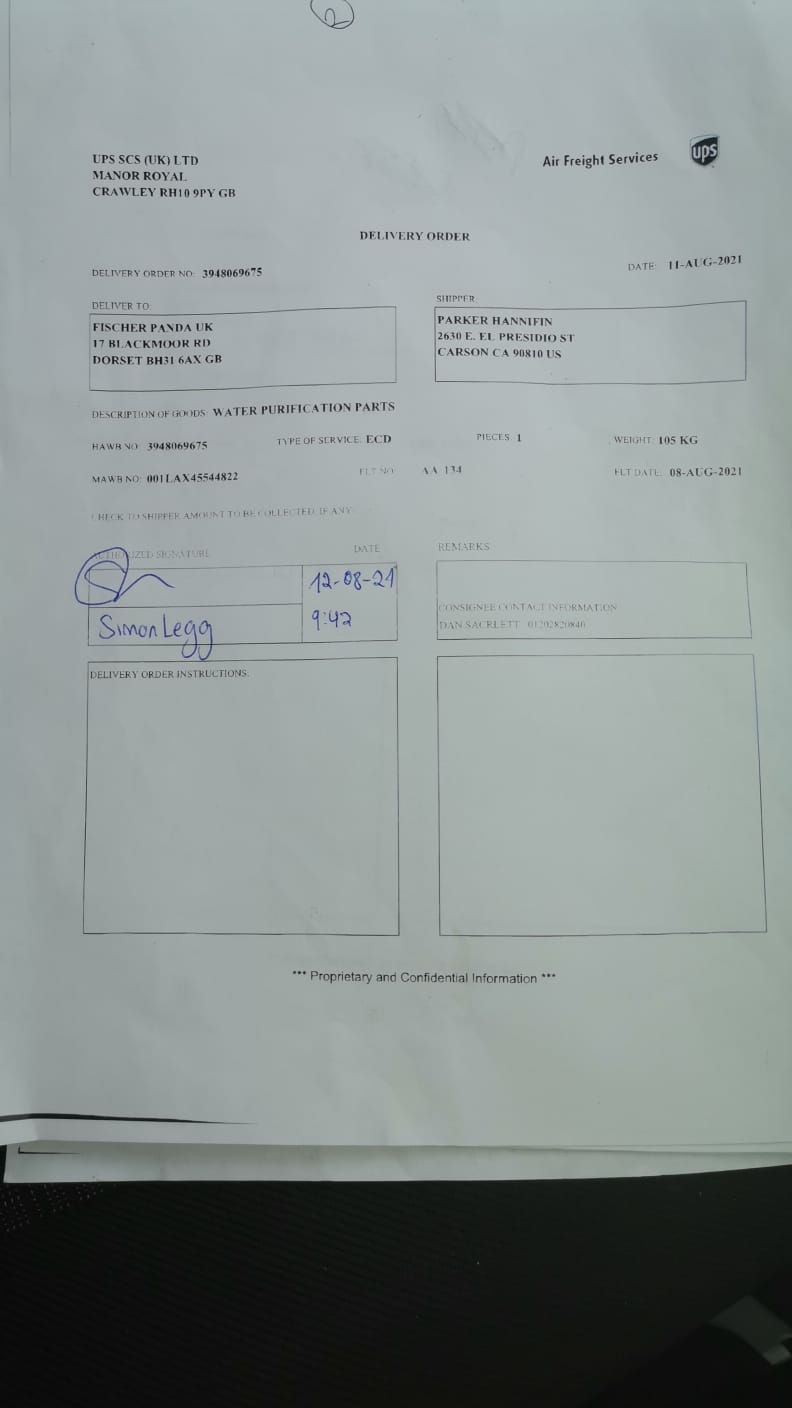 2
UPS SCS (UK) LTD
MANOR ROYAL
CRAWLEY RH10 9PY GB
Air Freight Services
ups
DELIVERY ORDER
DELIVERY ORDER NO: 3948069675
DATE: 11-AUG-2021
DELIVER TO:
FISCHER PANDA UK
17 BLACKMOOR RD
DORSET BH31 6AX GB
SHIPPER:
PARKER HANNIFIN
2630 E. EL PRESIDIO ST
CARSON CA 90810 US
DESCRIPTION OF GOODS: WATER PURIFICATION PARTS
HAWB NO: 3948069675 TYPE OF SERVICE: ECD PIECES: 1 WEIGHT: 105 KG
MAWB NO: 001LAX45544822 FLT NO: AA 134 FLT DATE: 08-AUG-2021
CHECK TO SHIPPER AMOUNT TO BE COLLECTED, IF ANY:
AUTHORIZED SIGNATURE DATE
12-08-21
Simon Legg 9:42
REMARKS
CONSIGNEE CONTACT INFORMATION
DAN SACRLETT 01202820840
DELIVERY ORDER INSTRUCTIONS:
*** Proprietary and Confidential Information ***